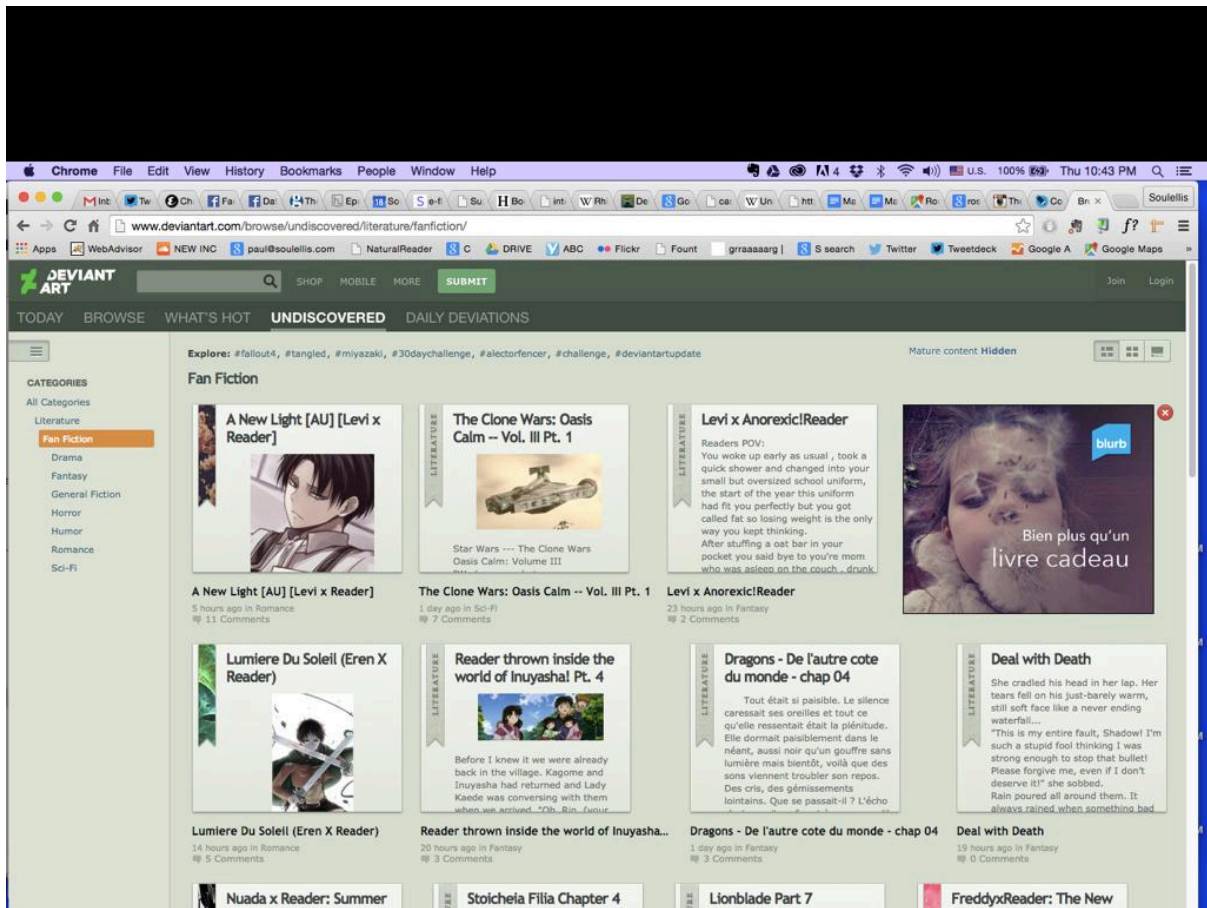 Chrome File Edit View History Bookmarks People Window Help 4 U.S. 100% Thu 10:43 PM
Soulellis
www.deviantart.com/browse/undiscovered/literature/fanfiction/
Apps WebAdvisor NEW INC paul@soulellis.com NaturalReader C DRIVE ABC Flickr Fount grraaaarg | S search Twitter Tweetdeck Google A Google Maps »
DEVIANT ART SHOP MOBILE MORE SUBMIT Join Login
TODAY BROWSE WHAT'S HOT UNDISCOVERED DAILY DEVIATIONS
Explore: #fallout4, #tangled, #miyazaki, #30daychallenge, #alectorfencer, #challenge, #deviantartupdate Mature content Hidden
CATEGORIES
All Categories
Literature
Fan Fiction
Drama
Fantasy
General Fiction
Horror
Humor
Romance
Sci-Fi
Fan Fiction
A New Light [AU] [Levi x
Reader]
A New Light [AU] [Levi x Reader]
5 hours ago in Romance
11 Comments
LITERATURE
The Clone Wars: Oasis
Calm -- Vol. III Pt. 1
Star Wars --- The Clone Wars
Oasis Calm: Volume III
The Clone Wars: Oasis Calm -- Vol. III Pt. 1
1 day ago in Sci-Fi
7 Comments
LITERATURE
Levi x Anorexic!Reader
Readers POV:
You woke up early as usual , took a
quick shower and changed into your
small but oversized school uniform,
the start of the year this uniform
had fit you perfectly but you got
called fat so losing weight is the only
way you kept thinking.
After stuffing a oat bar in your
pocket you said bye to you're mom
who was asleep on the couch , drunk
Levi x Anorexic!Reader
23 hours ago in Fantasy
2 Comments
blurb
Bien plus qu'un
livre cadeau
Lumiere Du Soleil (Eren X
Reader)
Lumiere Du Soleil (Eren X Reader)
14 hours ago in Romance
5 Comments
LITERATURE
Reader thrown inside the
world of Inuyasha! Pt. 4
Before I knew it we were already
back in the village. Kagome and
Inuyasha had returned and Lady
Kaede was conversing with them
when we arrived. "Oh, Rin, (your
Reader thrown inside the world of Inuyasha...
20 hours ago in Fantasy
3 Comments
LITERATURE
Dragons - De l'autre cote
du monde - chap 04
Tout était si paisible. Le silence
caressait ses oreilles et tout ce
qu'elle ressentait était la plénitude.
Elle dormait paisiblement dans le
néant, aussi noir qu'un gouffre sans
lumière mais bientôt, voilà que des
sons viennent troubler son repos.
Des cris, des gémissements
lointains. Que se passait-il ? L'écho
Dragons - De l'autre cote du monde - chap 04
1 day ago in Fantasy
3 Comments
LITERATURE
Deal with Death
She cradled his head in her lap. Her
tears fell on his just-barely warm,
still soft face like a never ending
waterfall...
"This is my entire fault, Shadow! I'm
such a stupid fool thinking I was
strong enough to stop that bullet!
Please forgive me, even if I don't
deserve it!" she sobbed.
Rain poured all around them. It
always rained when something bad
Deal with Death
19 hours ago in Fantasy
0 Comments
Nuada x Reader: Summer
Stoicheia Filia Chapter 4
Lionblade Part 7
FreddyxReader: The New